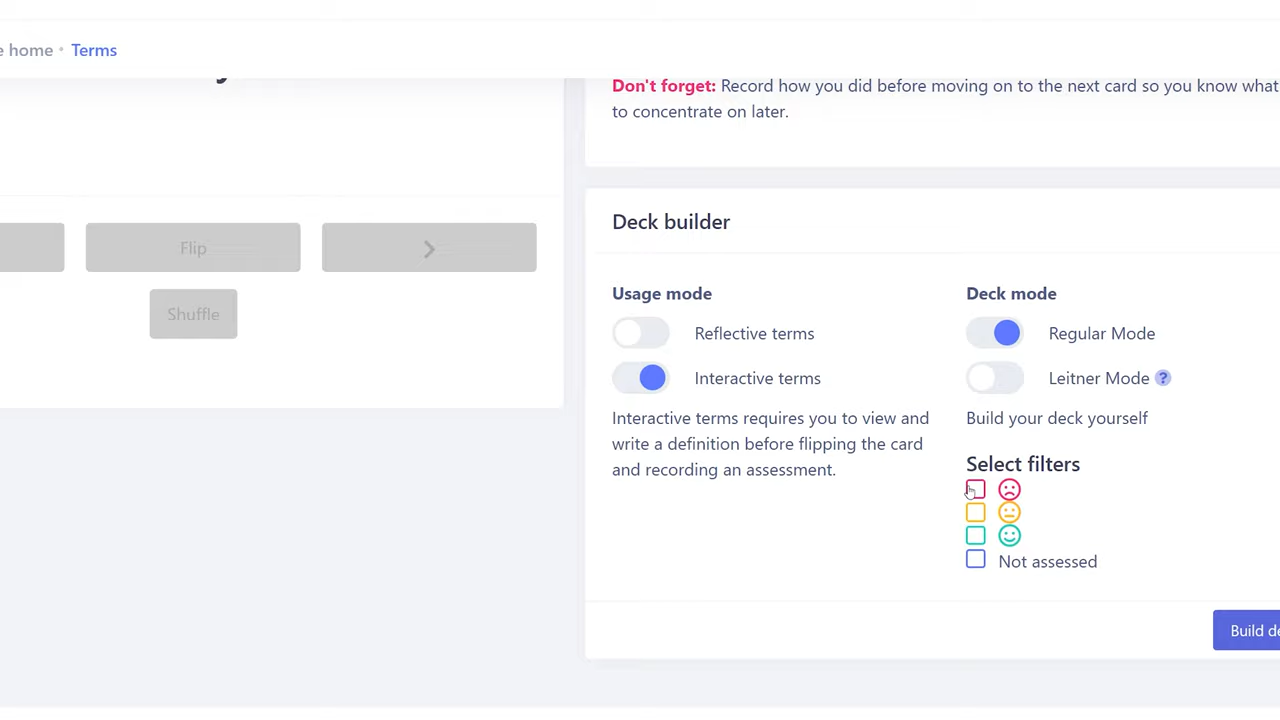 home • Terms
Don't forget: Record how you did before moving on to the next card so you know what
to concentrate on later.
Flip
Shuffle
Deck builder
Usage mode
Reflective terms
Interactive terms
Interactive terms requires you to view and
write a definition before flipping the card
and recording an assessment.
Deck mode
Regular Mode
Leitner Mode ?
Build your deck yourself
Select filters
Not assessed
Build